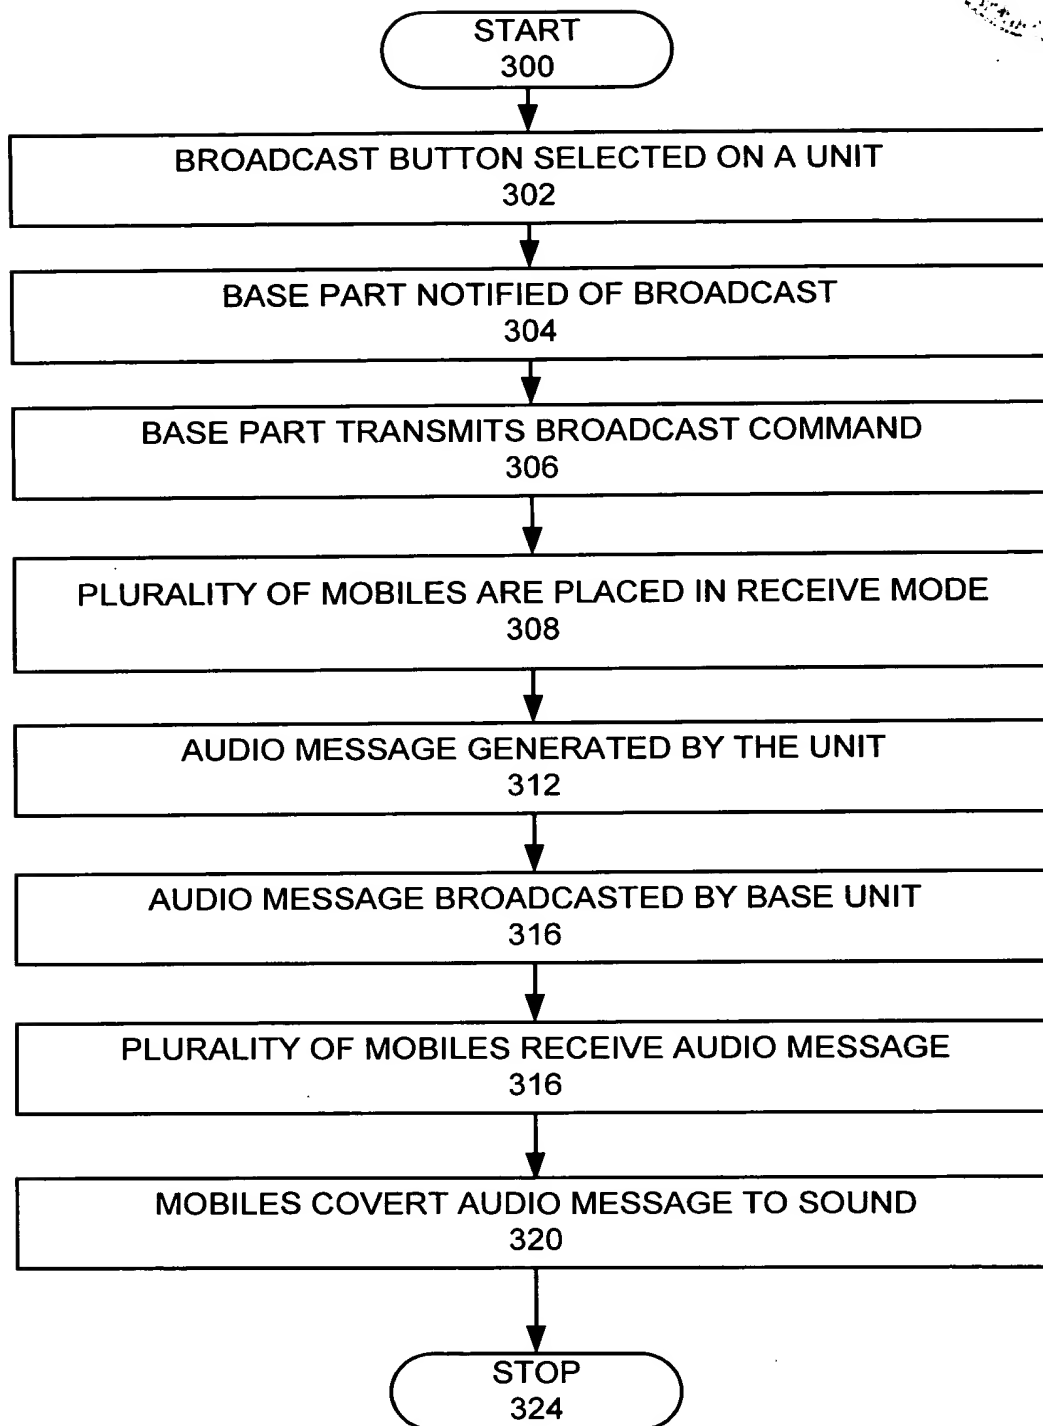 START
300
BROADCAST BUTTON SELECTED ON A UNIT
302
BASE PART NOTIFIED OF BROADCAST
304
BASE PART TRANSMITS BROADCAST COMMAND
306
PLURALITY OF MOBILES ARE PLACED IN RECEIVE MODE
308
AUDIO MESSAGE GENERATED BY THE UNIT
312
AUDIO MESSAGE BROADCASTED BY BASE UNIT
316
PLURALITY OF MOBILES RECEIVE AUDIO MESSAGE
316
MOBILES COVERT AUDIO MESSAGE TO SOUND
320
STOP
324